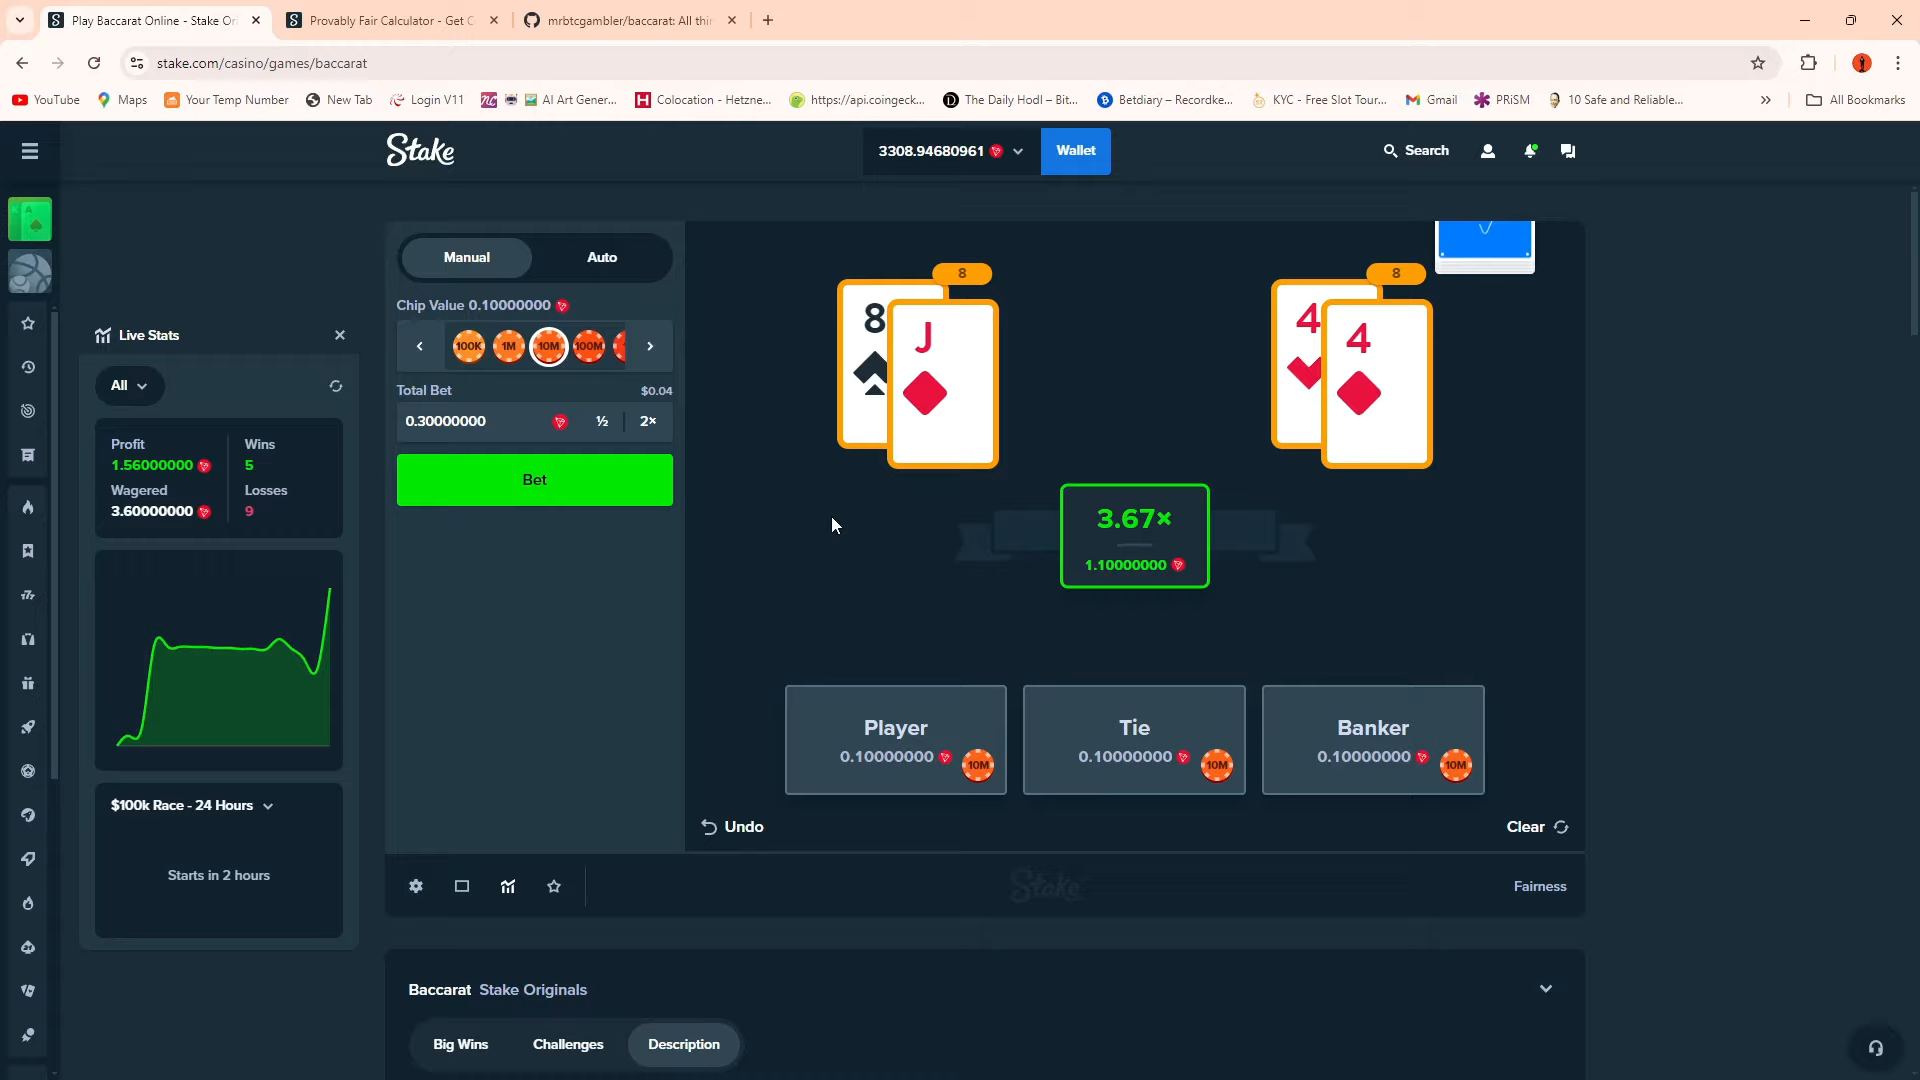 Play Baccarat Online - Stake Ori
Provably Fair Calculator - Get C
mrbtcgambler/baccarat: All thin
stake.com/casino/games/baccarat
YouTube
Maps
Your Temp Number
New Tab
Login V11
AI Art Gener...
Colocation - Hetzne...
https://api.coingeck...
The Daily Hodl – Bit...
Betdiary – Recordke...
KYC - Free Slot Tour...
Gmail
PRiSM
10 Safe and Reliable...
All Bookmarks
Stake
3308.94680961
Wallet
Search
Live Stats
All
Profit
1.56000000
Wins
5
Wagered
3.60000000
Losses
9
$100k Race - 24 Hours
Starts in 2 hours
Manual
Auto
Chip Value 0.10000000
100K
1M
10M
100M
Total Bet
$0.04
0.30000000
½
2×
Bet
8
8
J
8
4
4
3.67×
1.10000000
Player
0.10000000
10M
Tie
0.10000000
10M
Banker
0.10000000
10M
Undo
Clear
Stake
Fairness
Baccarat Stake Originals
Big Wins
Challenges
Description